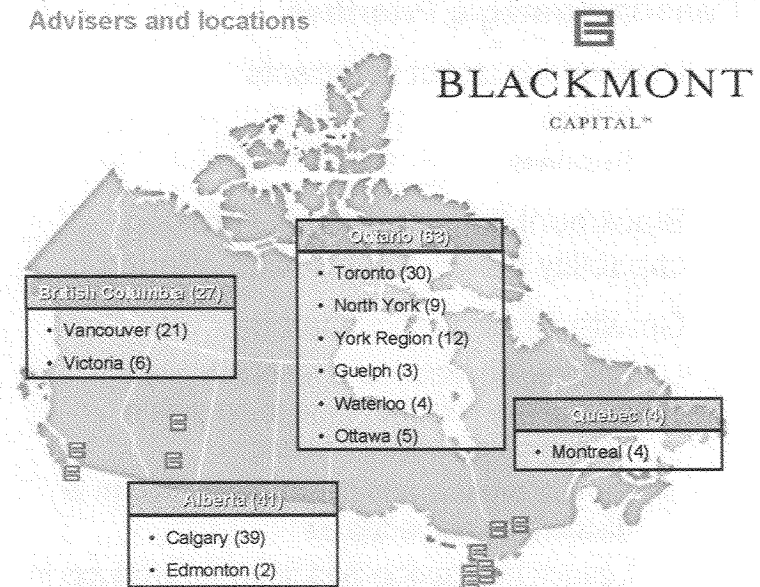 Advisers and locations
BLACKMONT
CAPITAL™
Ontario (63)
• Toronto (30)
• North York (9)
• York Region (12)
• Guelph (3)
• Waterloo (4)
• Ottawa (5)
British Columbia (27)
• Vancouver (21)
• Victoria (6)
Quebec (4)
• Montreal (4)
Alberta (41)
• Calgary (39)
• Edmonton (2)